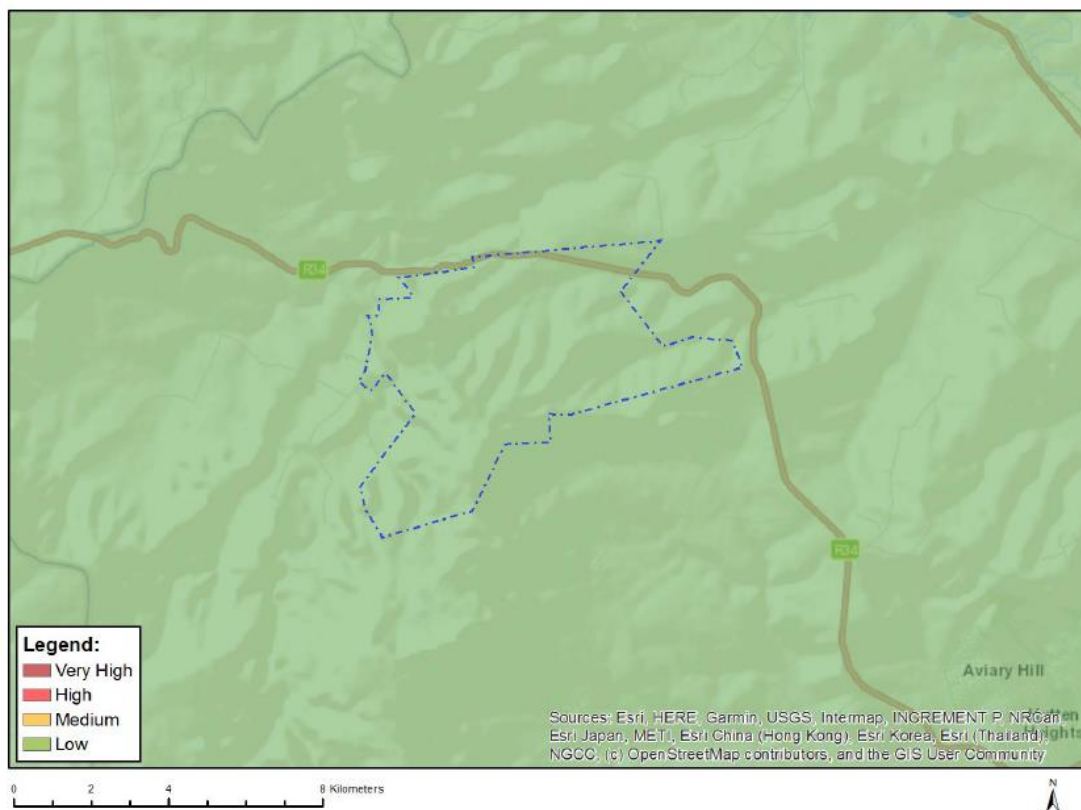 R34
R34
Aviary Hill
Legend:
Very High
High
Medium
Low
Heights
Sources: Esri, HERE, Garmin, USGS, Intermap, INCREMENT P, NRCan,
Esri Japan, METI, Esri China (Hong Kong), Esri Korea, Esri (Thailand),
NGCC, (c) OpenStreetMap contributors, and the GIS User Community
0 2 4 8 Kilometers
N